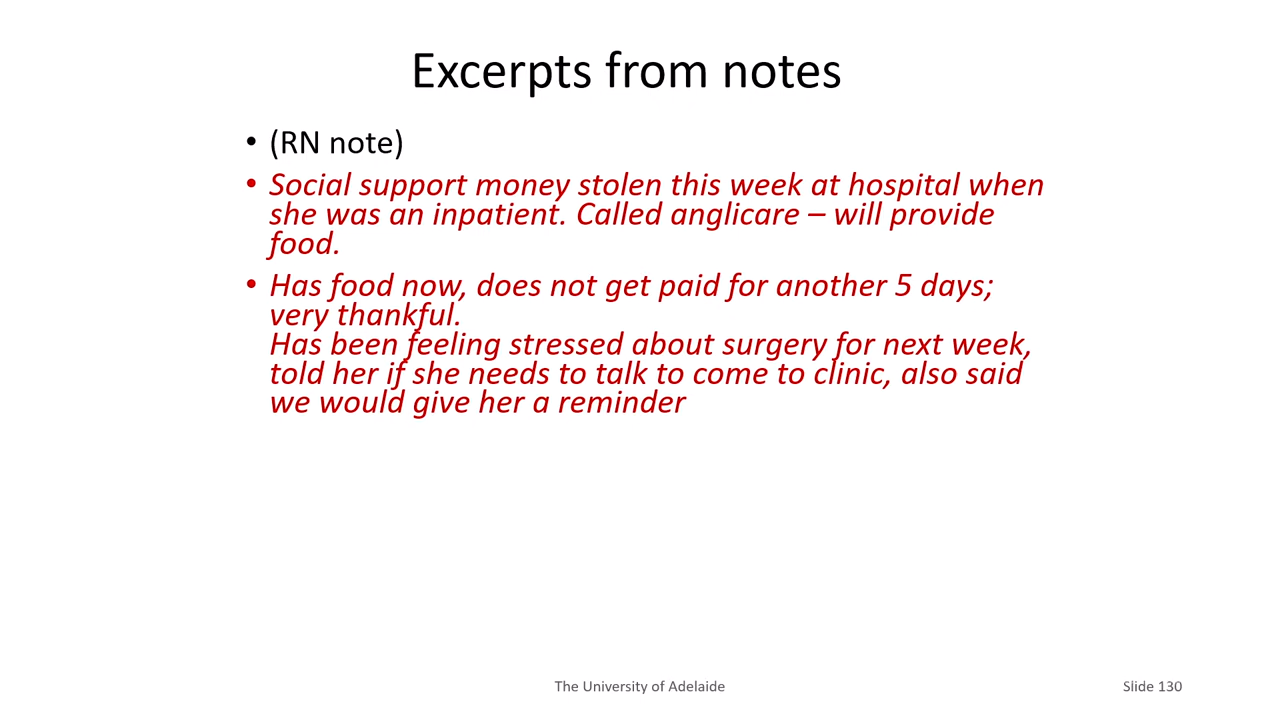 Excerpts from notes
• (RN note)
• Social support money stolen this week at hospital when
she was an inpatient. Called anglicare – will provide
food.
• Has food now, does not get paid for another 5 days;
very thankful.
Has been feeling stressed about surgery for next week,
told her if she needs to talk to come to clinic, also said
we would give her a reminder
The University of Adelaide
Slide 130